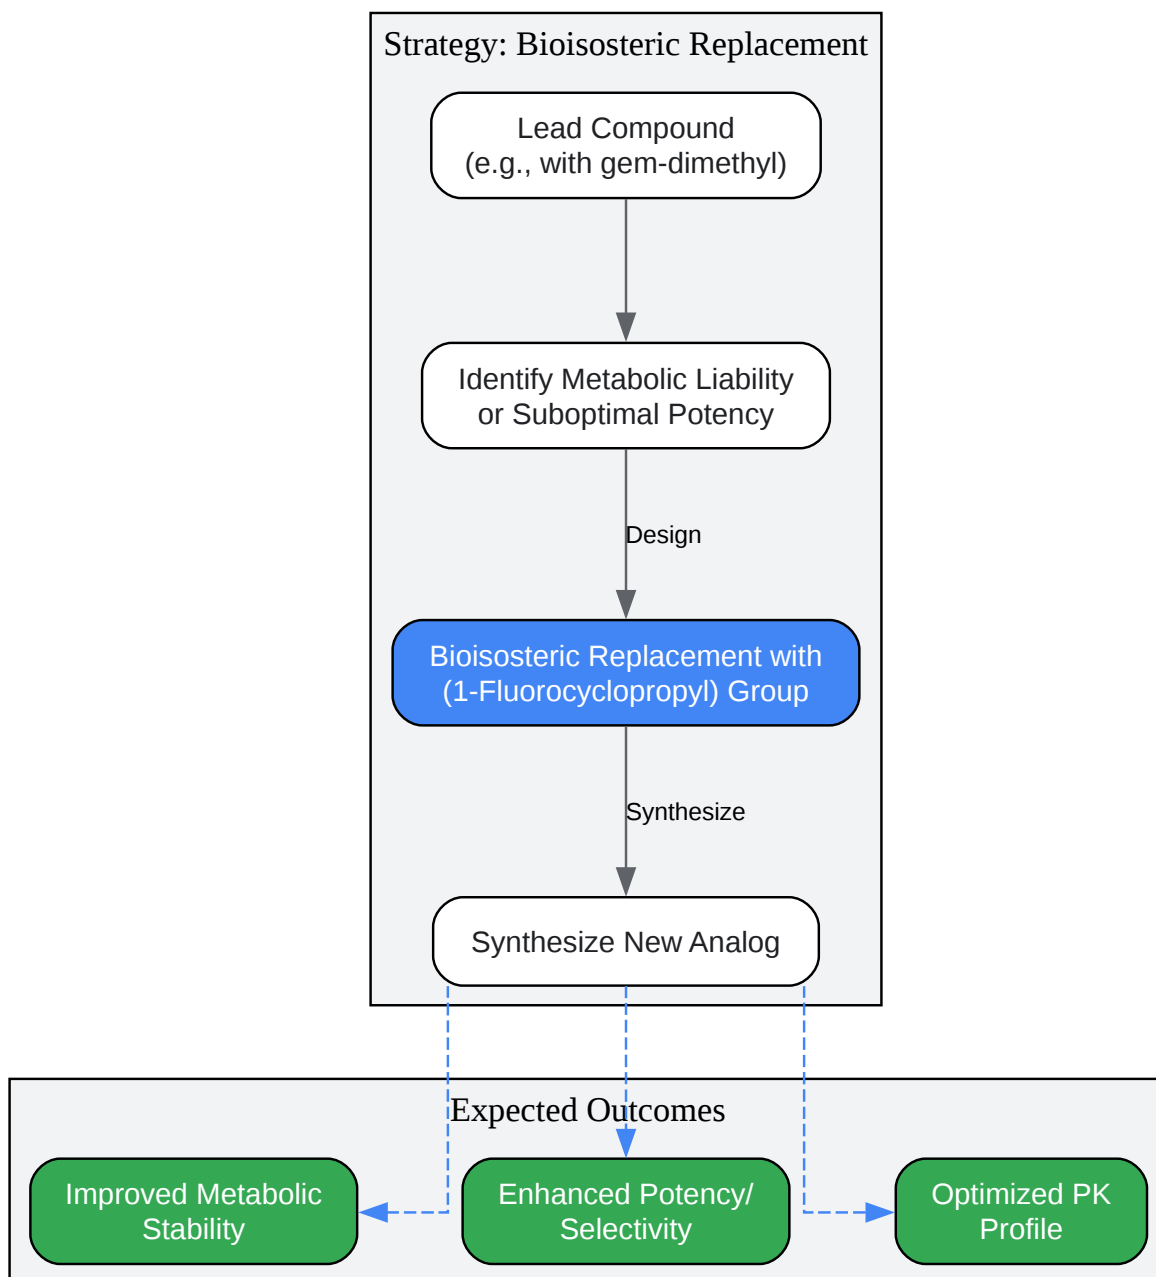 Strategy: Bioisosteric Replacement
Lead Compound
(e.g., with gem-dimethyl)
Identify Metabolic Liability
or Suboptimal Potency
Design
Bioisosteric Replacement with
(1-Fluorocyclopropyl) Group
Synthesize
Synthesize New Analog
Expected Outcomes
Improved Metabolic
Stability
Enhanced Potency/
Selectivity
Optimized PK
Profile